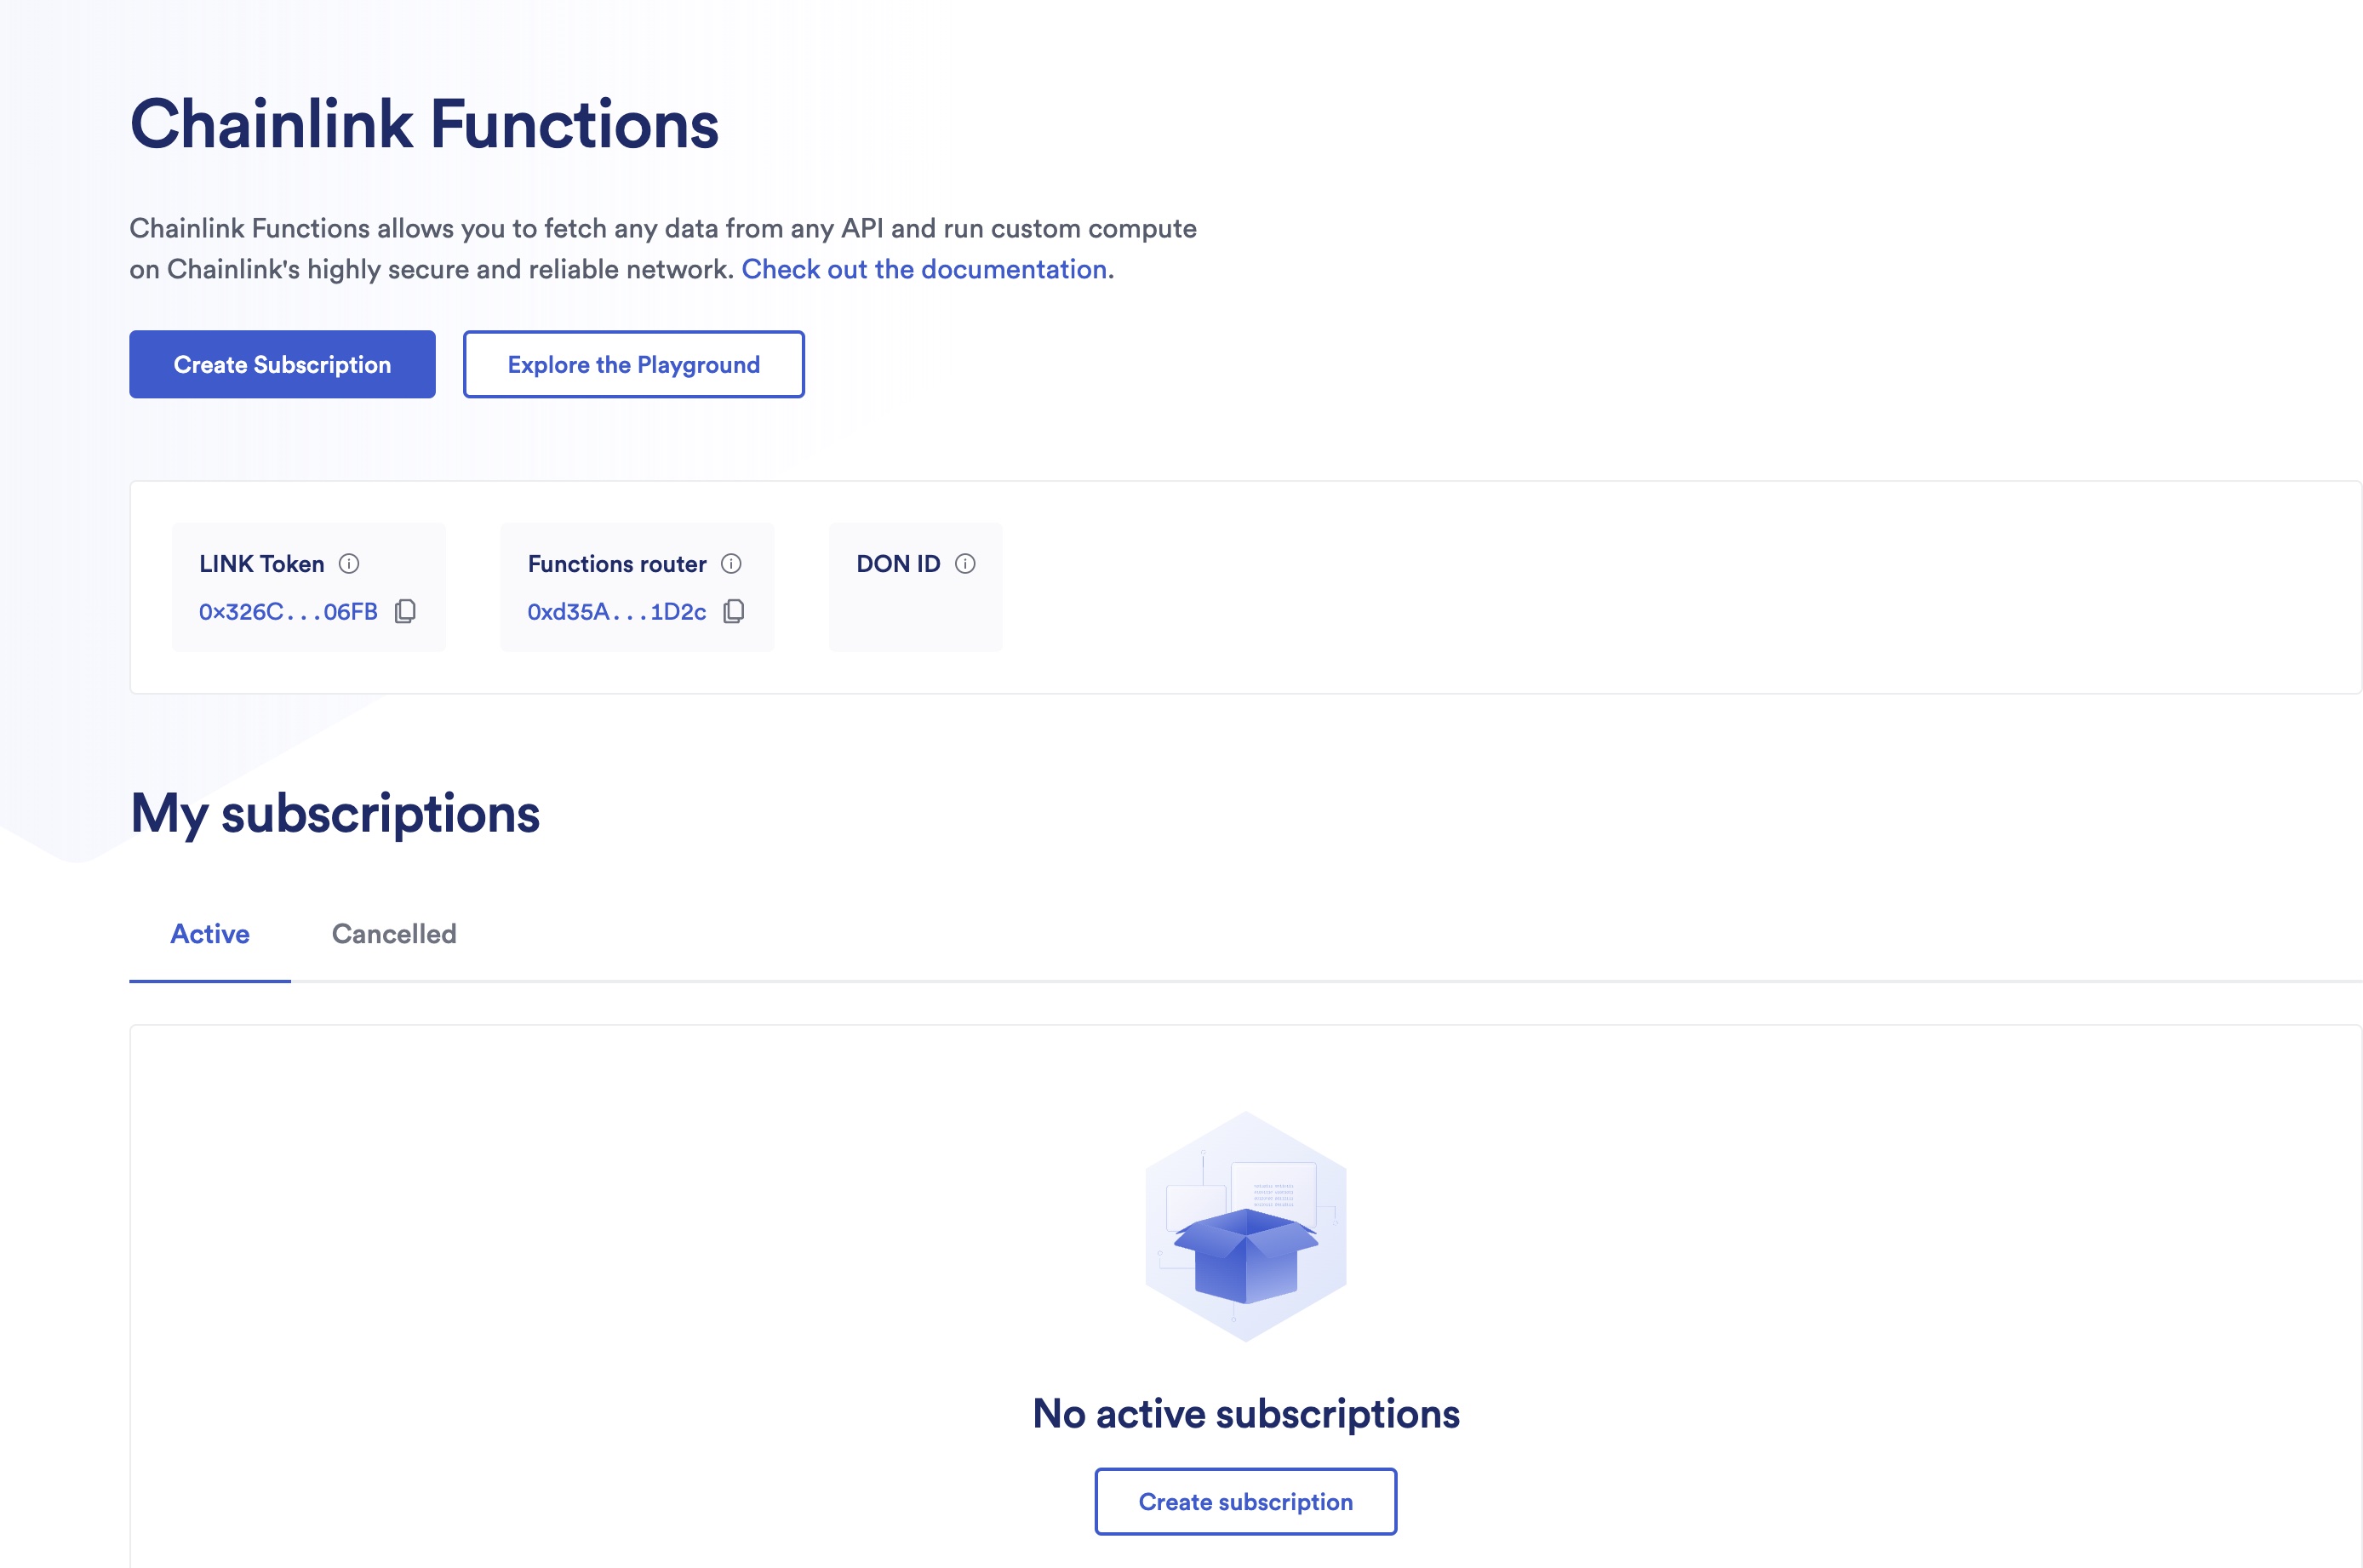 Chainlink Functions
Chainlink Functions allows you to fetch any data from any API and run custom compute
on Chainlink's highly secure and reliable network. Check out the documentation.
Create Subscription
Explore the Playground
LINK Token
Functions router
DON ID
0x326C...06FB
0xd35A...1D2c
My subscriptions
Active
Cancelled
No active subscriptions
Create subscription